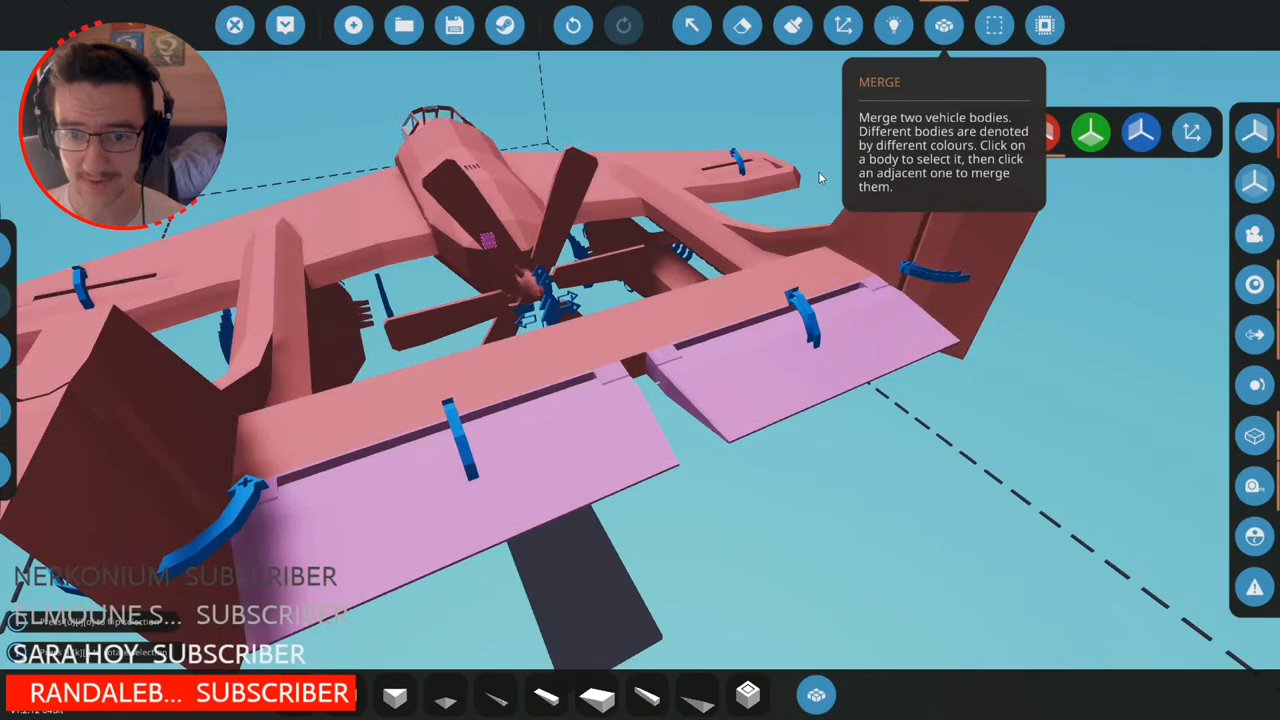 MERGE
Merge two vehicle bodies.
Different bodies are denoted
by different colours. Click on
a body to select it, then click
an adjacent one to merge
them.
NERKONiUM SUBSCRIBER
ELMOUNE S... SUBSCRIBER
SARA HOY SUBSCRIBER
RANDALEB... SUBSCRIBER